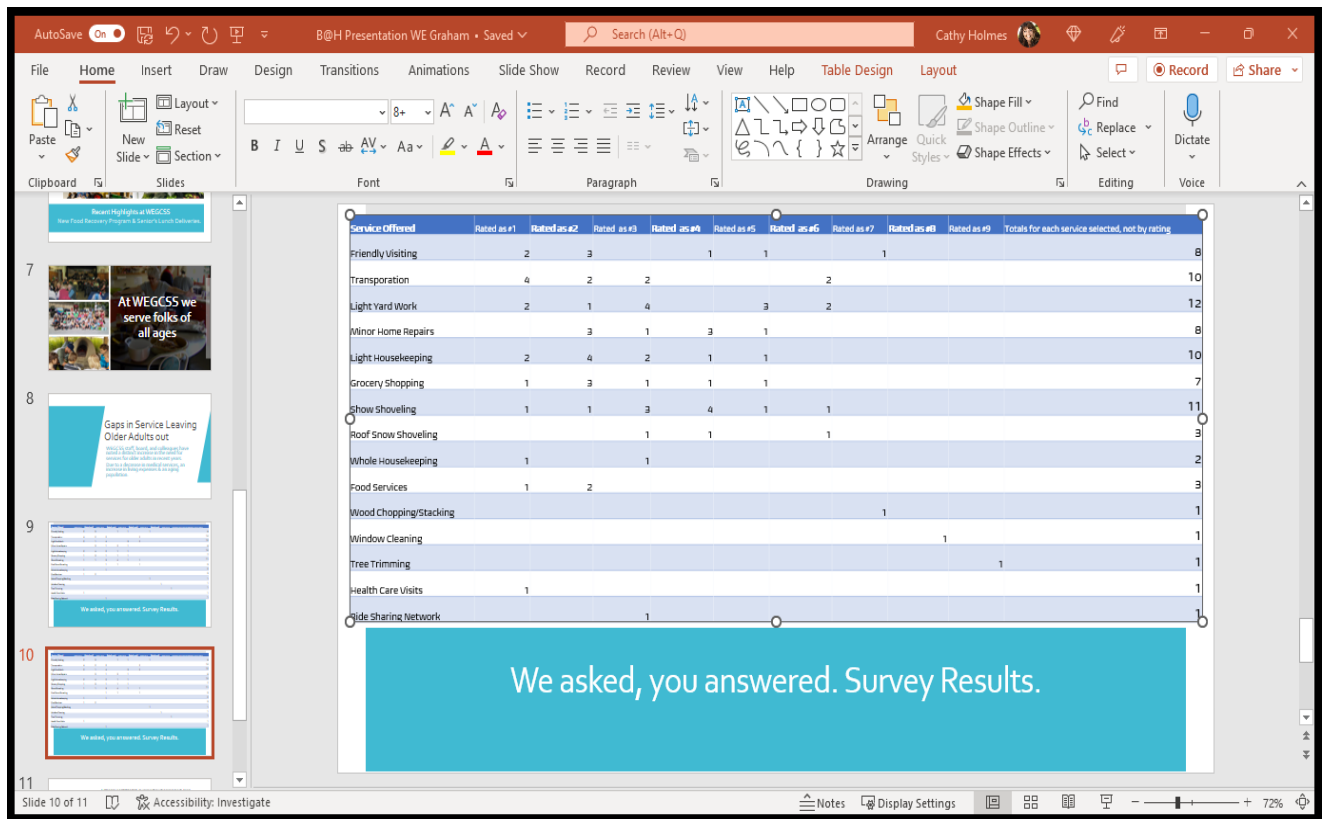 AutoSave On B@H Presentation WE Graham • Saved Search (Alt+Q) Cathy Holmes
File Home Insert Draw Design Transitions Animations Slide Show Record Review View Help Table Design Layout Record Share
Paste New Slide Layout Reset Section 8+ Arrange Quick Styles Shape Fill Shape Outline Shape Effects Find Replace Select Dictate
B I U S ab AV Aa A
Clipboard Slides Font Paragraph Drawing Editing Voice
Recent Highlights at WEGCSS
New Food Recovery Program & Senior's Lunch Deliveries
7
At WEGCSS we
serve folks of
all ages
8
Gaps in Service Leaving
Older Adults out
9
We asked, you answered. Survey Results.
10
We asked, you answered. Survey Results.
11
Service Offered Rated as #1 Rated as #2 Rated as #3 Rated as #4 Rated as #5 Rated as #6 Rated as #7 Rated as #8 Rated as #9 Totals for each service selected, not by rating
Friendly Visiting 2 3 1 1 1 8
Transporation 4 2 2 2 10
Light Yard Work 2 1 4 3 2 12
Minor Home Repairs 3 1 3 1 8
Light Housekeeping 2 4 2 1 1 10
Grocery Shopping 1 3 1 1 1 7
Show Shoveling 1 1 3 4 1 1 11
Roof Snow Shoveling 1 1 1 3
Whole Housekeeping 1 1 2
Food Services 1 2 3
Wood Chopping/Stacking 1 1
Window Cleaning 1 1
Tree Trimming 1 1
Health Care Visits 1 1
Ride Sharing Network 1 1
We asked, you answered. Survey Results.
Slide 10 of 11 Accessibility: Investigate Notes Display Settings 72%